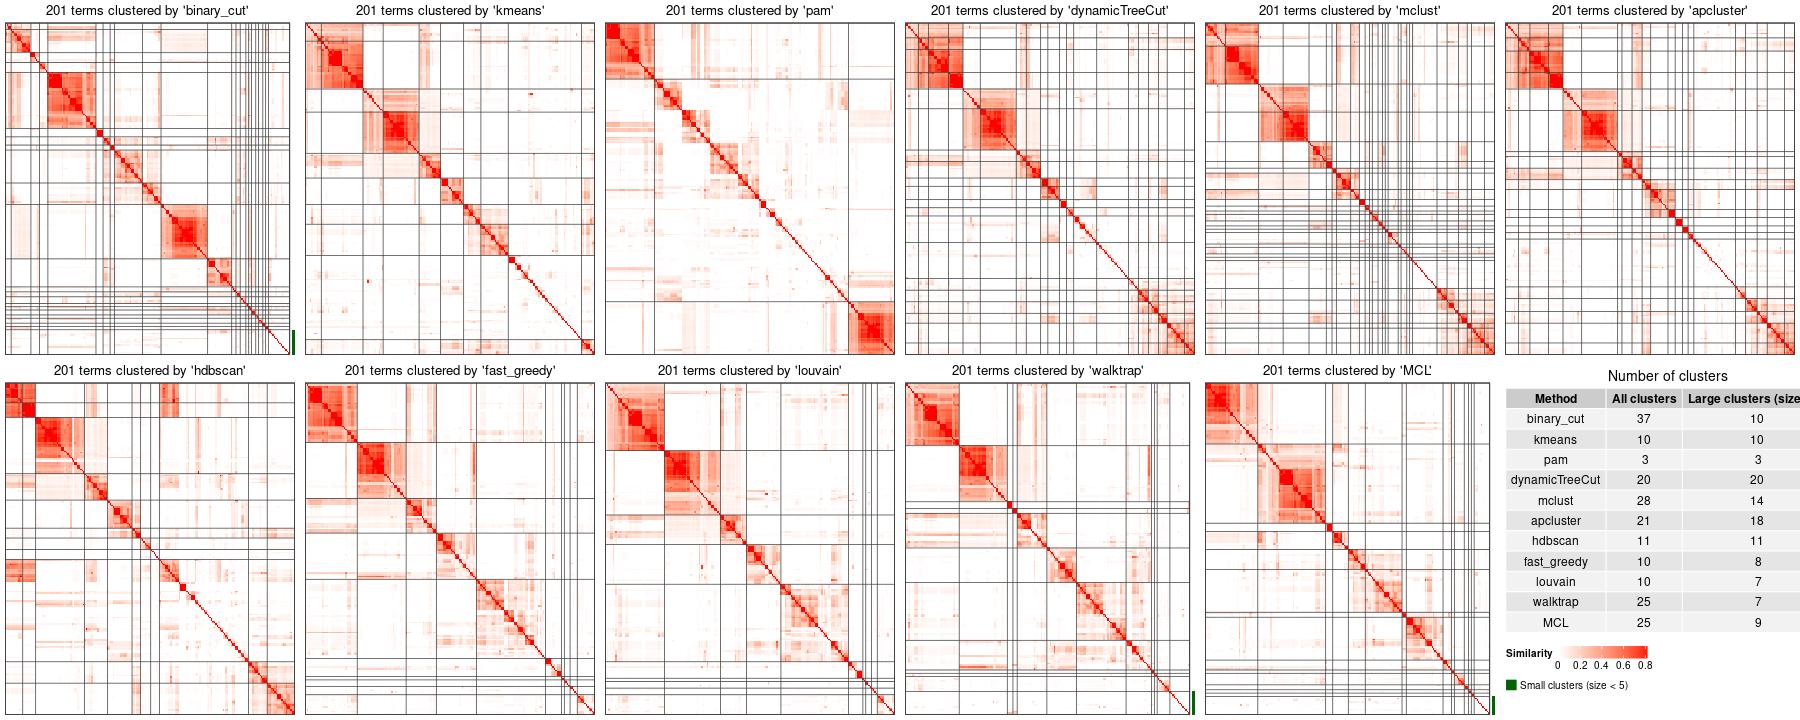 201 terms clustered by 'binary_cut'
201 terms clustered by 'kmeans'
201 terms clustered by 'pam'
201 terms clustered by 'dynamicTreeCut'
201 terms clustered by 'mclust'
201 terms clustered by 'apcluster'
201 terms clustered by 'hdbscan'
201 terms clustered by 'fast_greedy'
201 terms clustered by 'louvain'
201 terms clustered by 'walktrap'
201 terms clustered by 'MCL'
Number of clusters
Method All clusters Large clusters (size
binary_cut 37 10
kmeans 10 10
pam 3 3
dynamicTreeCut 20 20
mclust 28 14
apcluster 21 18
hdbscan 11 11
fast_greedy 10 8
louvain 10 7
walktrap 25 7
MCL 25 9
Similarity
0 0.2 0.4 0.6 0.8
Small clusters (size < 5)